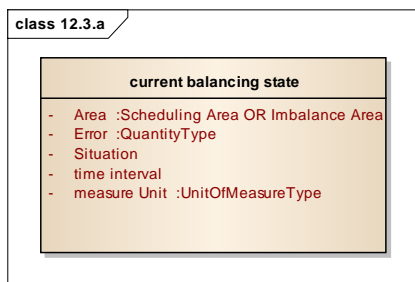 class 12.3.a
current balancing state
- Area :Scheduling Area OR Imbalance Area
- Error :QuantityType
- Situation
- time interval
- measure Unit :UnitOfMeasureType